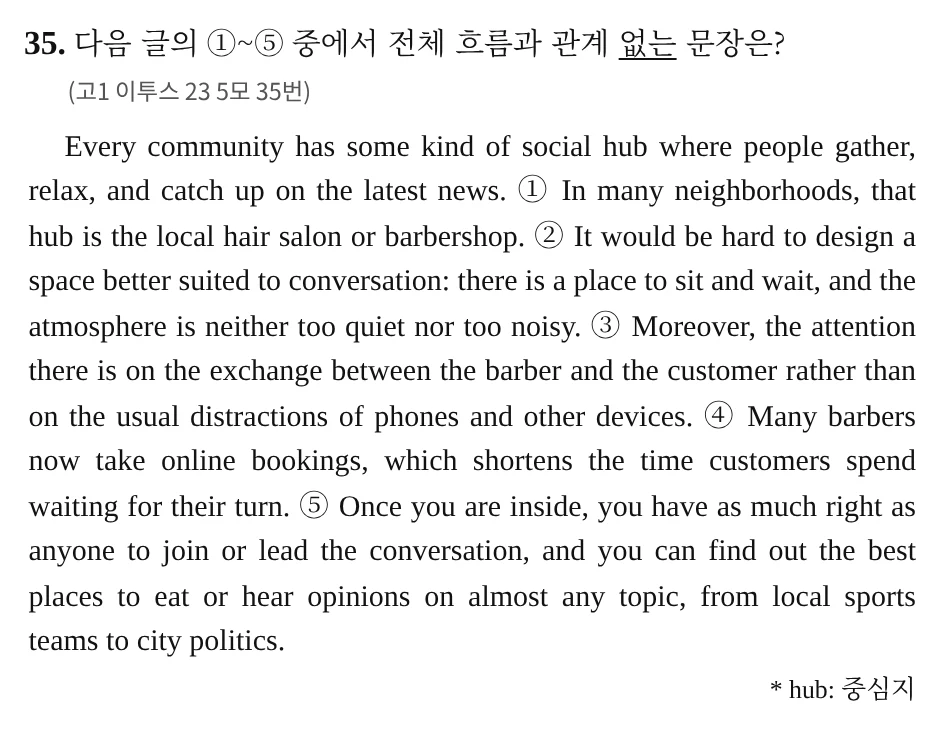 35. 다음 글의 ①~⑤ 중에서 전체 흐름과 관계 없는 문장은?
(고1 이투스 23 5모 35번)
Every community has some kind of social hub where people gather,
relax, and catch up on the latest news. ① In many neighborhoods, that
hub is the local hair salon or barbershop. ② It would be hard to design a
space better suited to conversation: there is a place to sit and wait, and the
atmosphere is neither too quiet nor too noisy. ③ Moreover, the attention
there is on the exchange between the barber and the customer rather than
on the usual distractions of phones and other devices. ④ Many barbers
now take online bookings, which shortens the time customers spend
waiting for their turn. ⑤ Once you are inside, you have as much right as
anyone to join or lead the conversation, and you can find out the best
places to eat or hear opinions on almost any topic, from local sports
teams to city politics.
* hub: 중심지